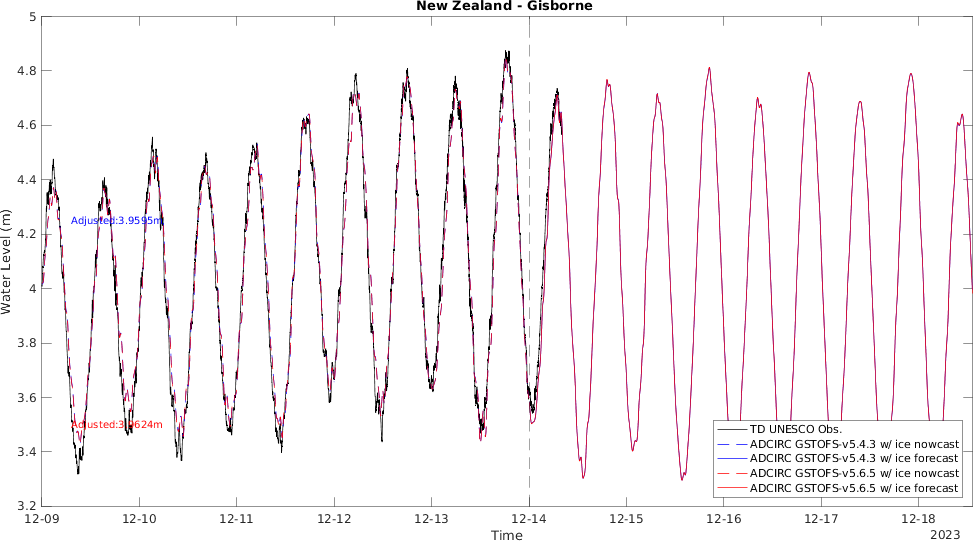 New Zealand - Gisborne
5
4.8
4.6
4.4
4.2
4
3.8
3.6
3.4
3.2
Water Level (m)
Adjusted:3.9595m
Adjusted:3.9624m
TD UNESCO Obs.
ADCIRC GSTOFS-v5.4.3 w/ ice nowcast
ADCIRC GSTOFS-v5.4.3 w/ ice forecast
ADCIRC GSTOFS-v5.6.5 w/ ice nowcast
ADCIRC GSTOFS-v5.6.5 w/ ice forecast
12-09 12-10 12-11 12-12 12-13 12-14 12-15 12-16 12-17 12-18
Time
2023